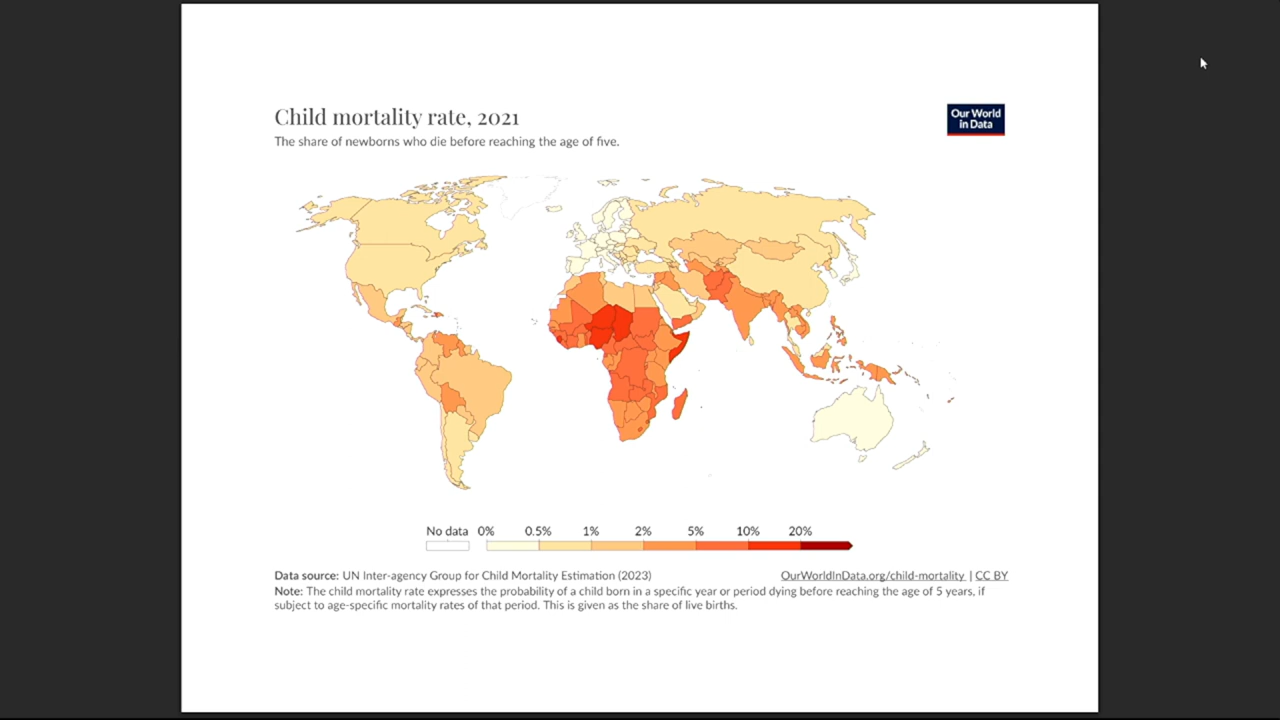 Child mortality rate, 2021
Our World
in Data
The share of newborns who die before reaching the age of five.
No data 0% 0.5% 1% 2% 5% 10% 20%
Data source: UN Inter-agency Group for Child Mortality Estimation (2023)
OurWorldInData.org/child-mortality | CC BY
Note: The child mortality rate expresses the probability of a child born in a specific year or period dying before reaching the age of 5 years, if
subject to age-specific mortality rates of that period. This is given as the share of live births.